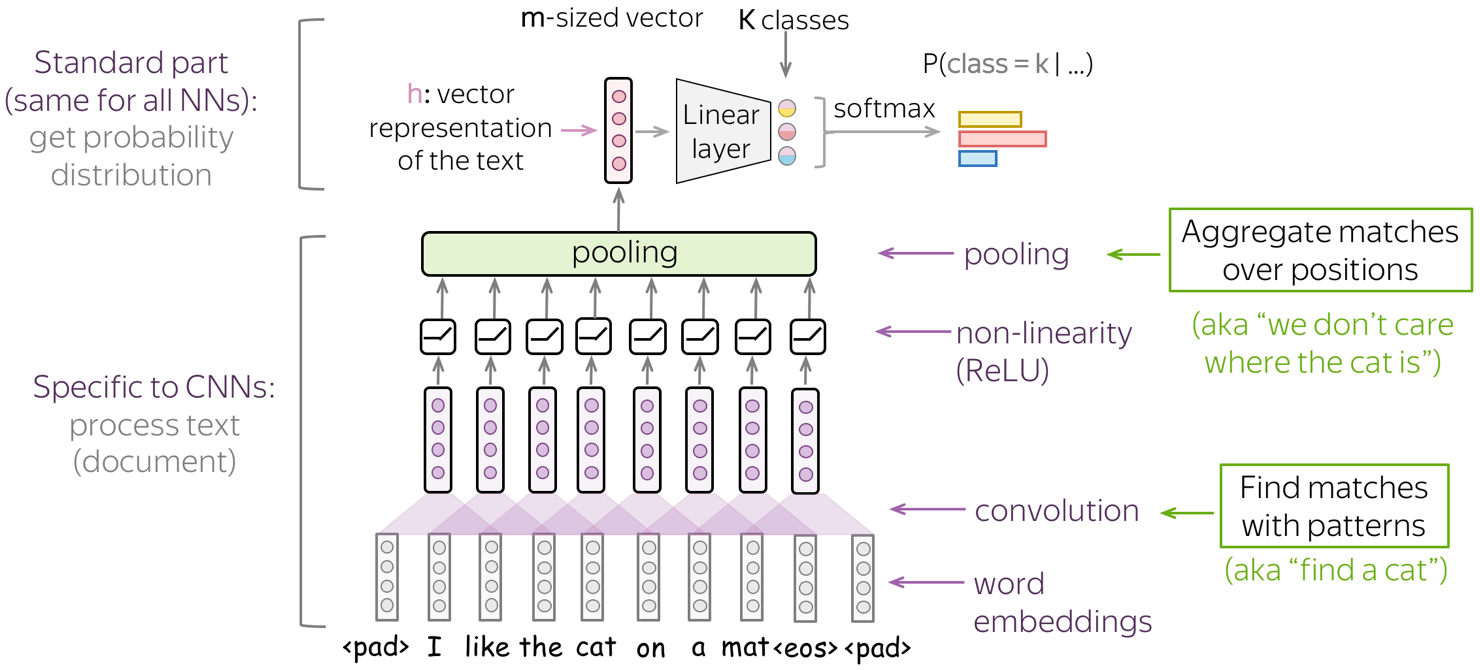 m-sized vector
K classes
Standard part
(same for all NNs):
get probability
distribution
h: vector
representation
of the text
Linear
layer
softmax
P(class = k | ...)
pooling
pooling
Aggregate matches
over positions
(aka “we don’t care
where the cat is”)
non-linearity
(ReLU)
Specific to CNNs:
process text
(document)
convolution
Find matches
with patterns
(aka “find a cat”)
word
embeddings
<pad> I like the cat on a mat <eos> <pad>